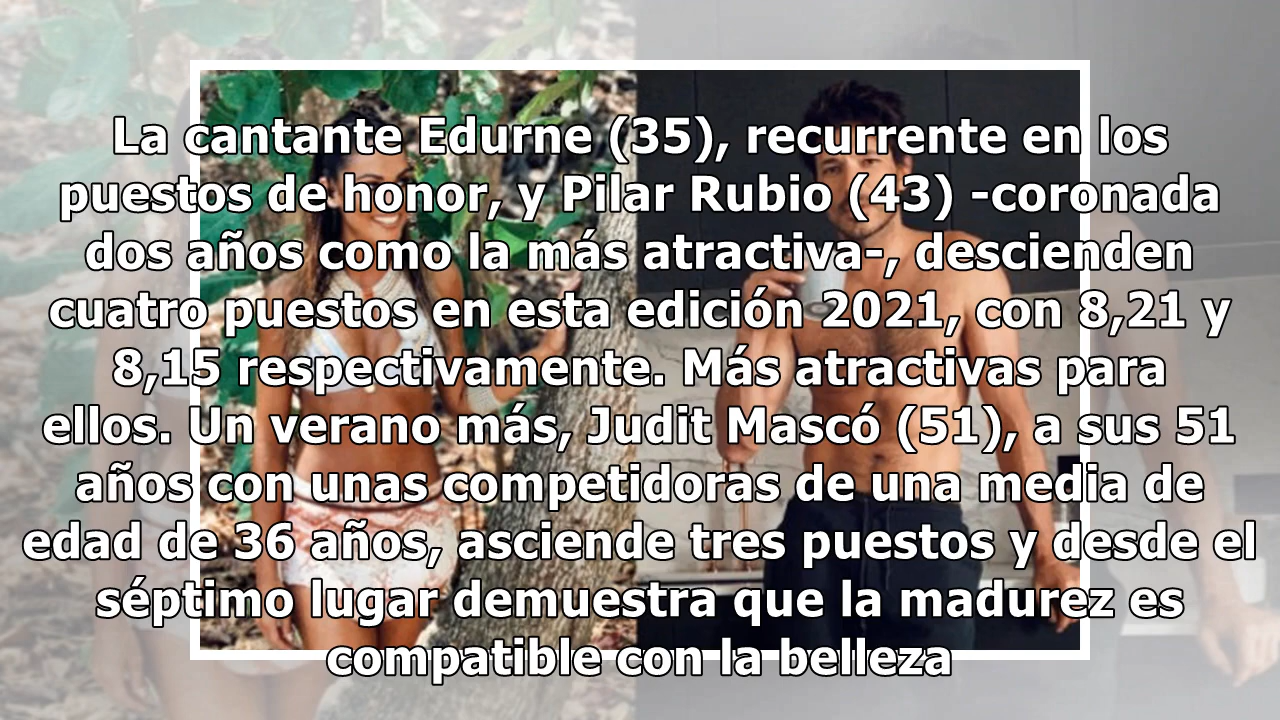 La cantante Edurne (35), recurrente en los
puestos de honor, y Pilar Rubio (43) -coronada
dos años como la más atractiva-, descienden
cuatro puestos en esta edición 2021, con 8,21 y
8,15 respectivamente. Más atractivas para
ellos. Un verano más, Judit Mascó (51), a sus 51
años con unas competidoras de una media de
edad de 36 años, asciende tres puestos y desde el
séptimo lugar demuestra que la madurez es
compatible con la belleza